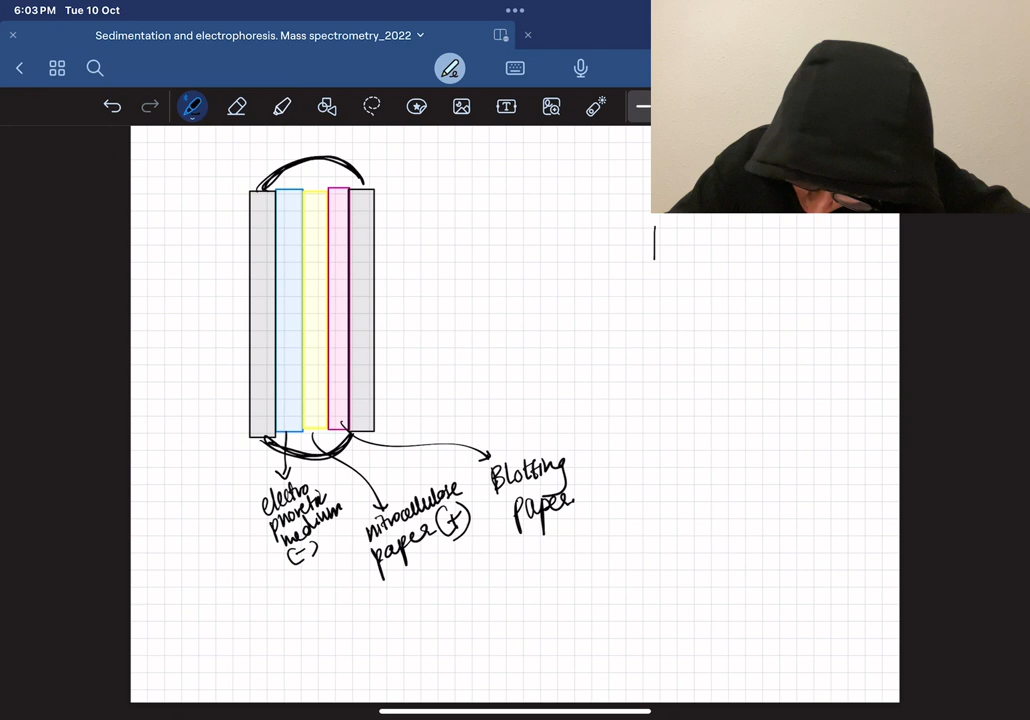 6:03 PM Tue 10 Oct
Sedimentation and electrophoresis. Mass spectrometry_2022
electro
phoretic
medium
(-)
nitrocellulose
paper (+)
Blotting
paper